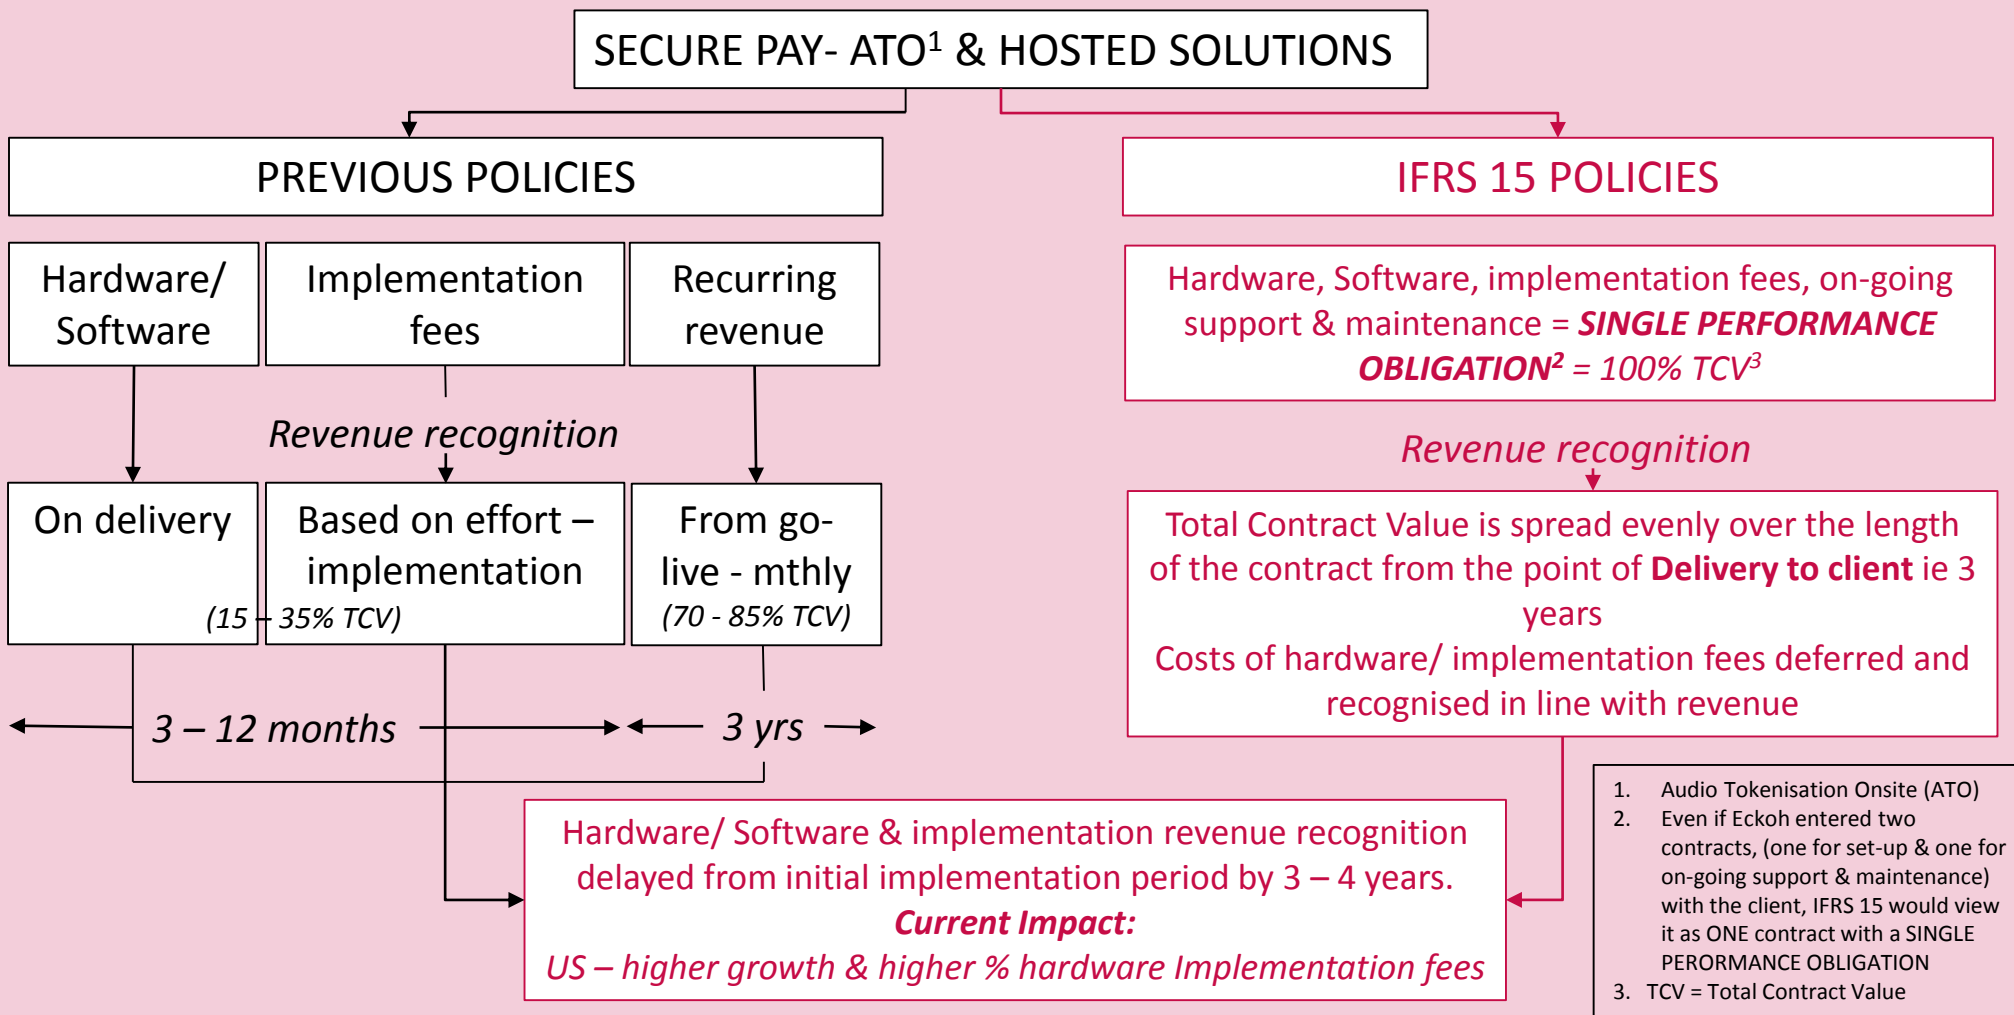 SECURE PAY- ATO1 & HOSTED SOLUTIONS
PREVIOUS POLICIES
IFRS 15 POLICIES
Hardware/
Software
Implementation
fees
Recurring
revenue
Hardware, Software, implementation fees, on-going
support & maintenance = SINGLE PERFORMANCE
OBLIGATION2 = 100% TCV3
Revenue recognition
Revenue recognition
On delivery
Based on effort –
implementation
(15 – 35% TCV)
From go-
live - mthly
(70 - 85% TCV)
Total Contract Value is spread evenly over the length
of the contract from the point of Delivery to client ie 3
years
Costs of hardware/ implementation fees deferred and
recognised in line with revenue
3 – 12 months
3 yrs
Hardware/ Software & implementation revenue recognition
delayed from initial implementation period by 3 – 4 years.
Current Impact:
US – higher growth & higher % hardware Implementation fees
1. Audio Tokenisation Onsite (ATO)
2. Even if Eckoh entered two
contracts, (one for set-up & one for
on-going support & maintenance)
with the client, IFRS 15 would view
it as ONE contract with a SINGLE
PERORMANCE OBLIGATION
3. TCV = Total Contract Value